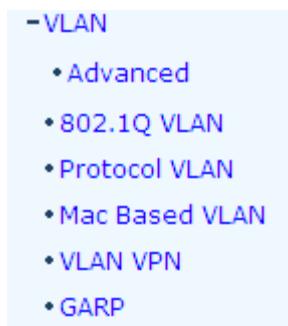 -VLAN
•Advanced
•802.1Q VLAN
•Protocol VLAN
•Mac Based VLAN
•VLAN VPN
•GARP